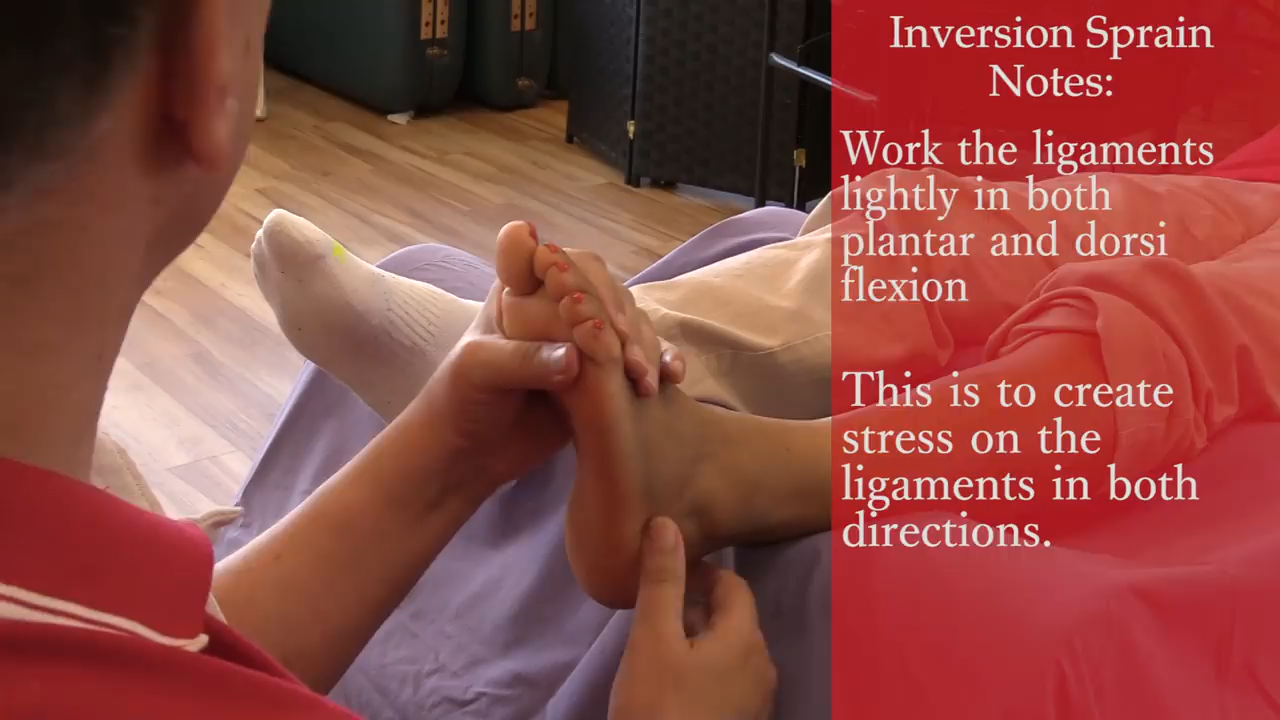 Inversion Sprain
Notes:
Work the ligaments
lightly in both
plantar and dorsi
flexion
This is to create
stress on the
ligaments in both
directions.